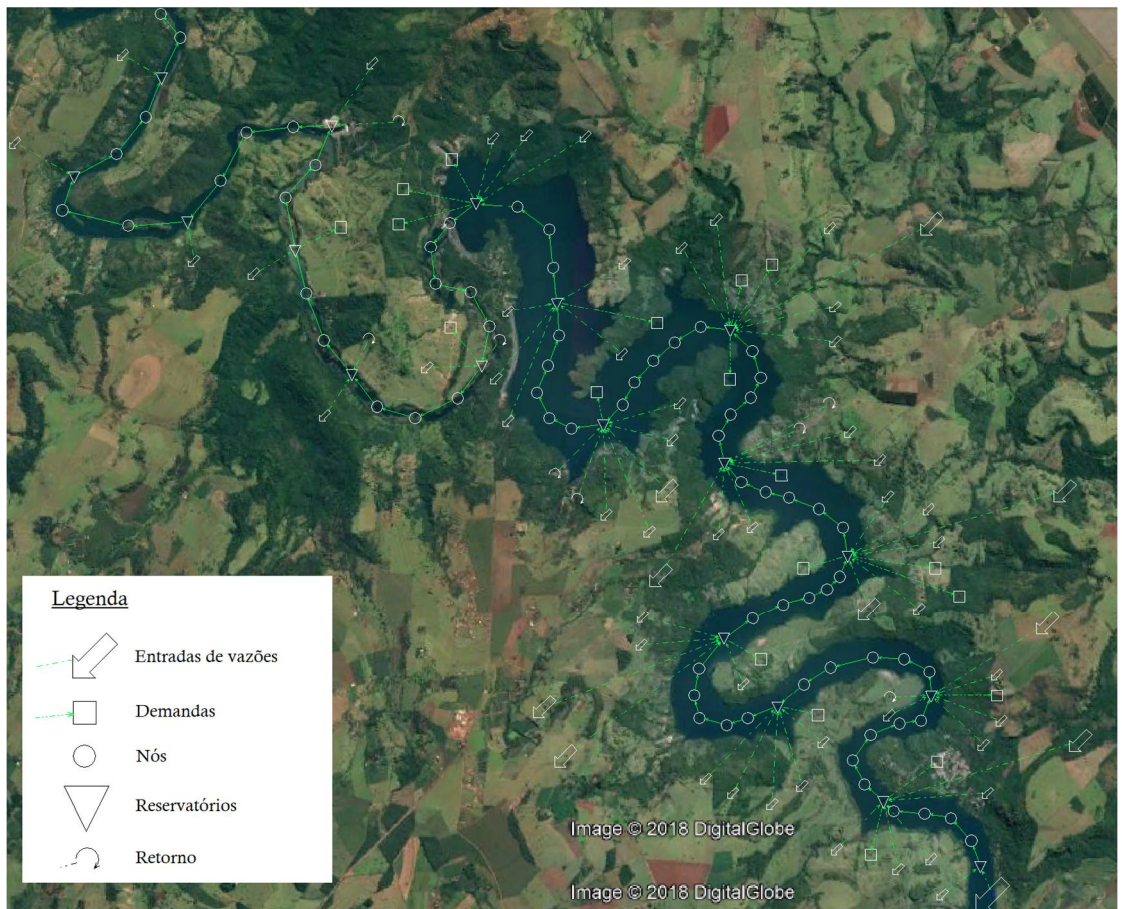 Legenda
Entradas de vazões
Demandas
Nós
Reservatórios
Retorno
Image © 2018 DigitalGlobe
Image © 2018 DigitalGlobe